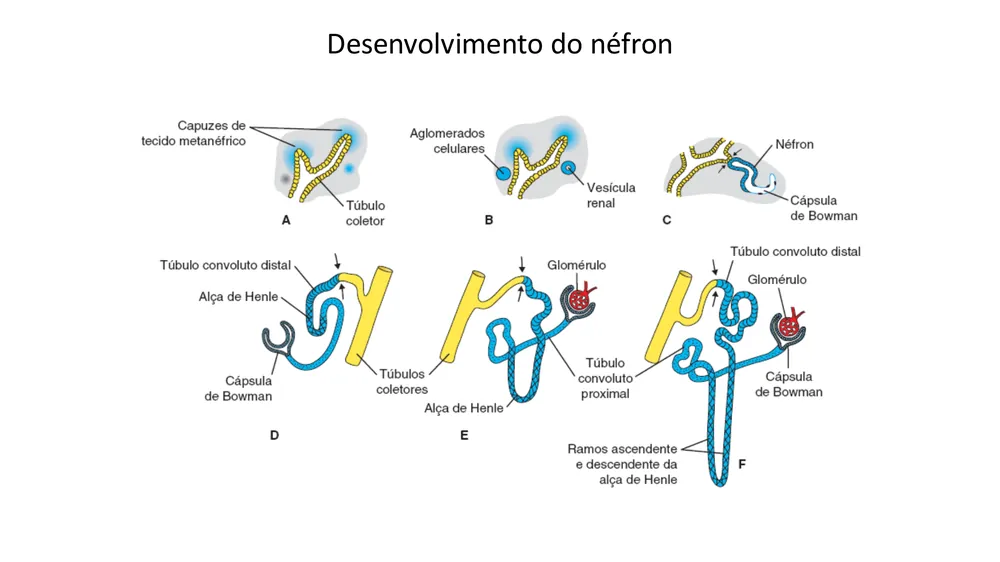 Desenvolvimento do néfron
Capuzes de
tecido metanéfrico
Túbulo
coletor
A
Aglomerados
celulares
Vesícula
renal
B
Néfron
Cápsula
de Bowman
C
Túbulo convoluto distal
Alça de Henle
Cápsula
de Bowman
Túbulos
coletores
D
Glomérulo
Túbulo
convoluto
proximal
Alça de Henle
E
Túbulo convoluto distal
Glomérulo
Cápsula
de Bowman
Ramos ascendente
e descendente da
alça de Henle
F